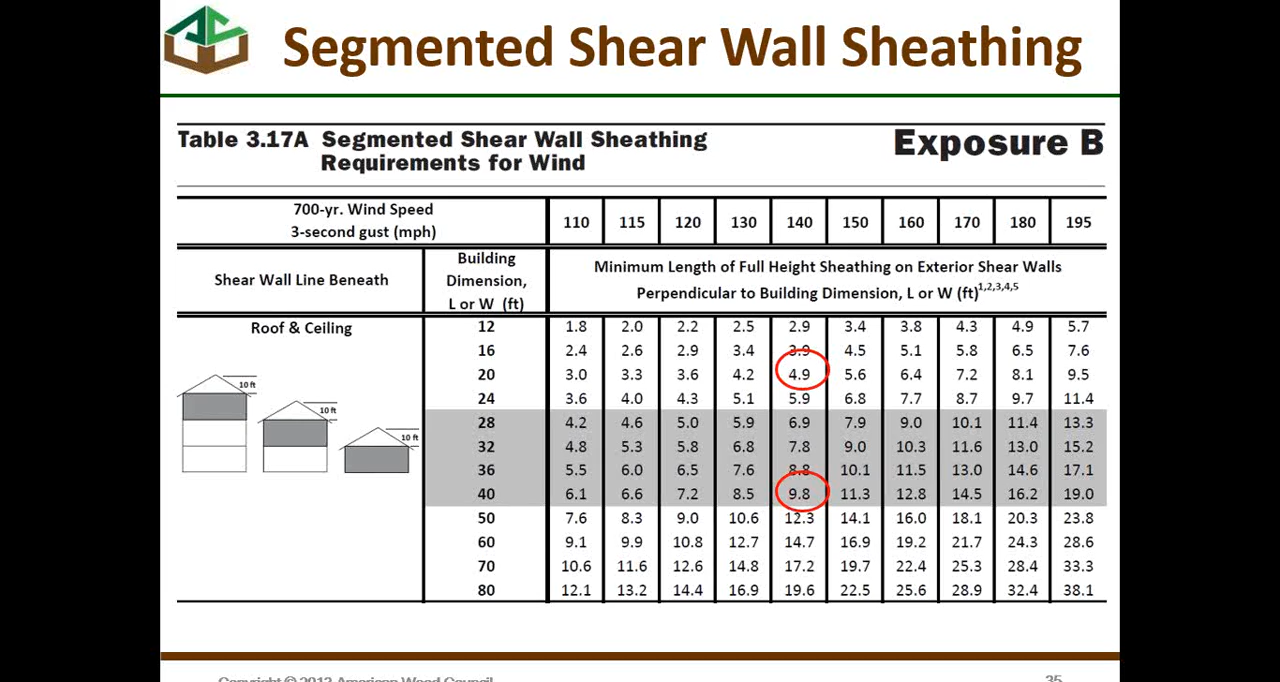 Segmented Shear Wall Sheathing
Table 3.17A Segmented Shear Wall Sheathing
Requirements for Wind
Exposure B
700-yr. Wind Speed
3-second gust (mph)
110 115 120 130 140 150 160 170 180 195
Shear Wall Line Beneath
Building
Dimension,
L or W (ft)
Minimum Length of Full Height Sheathing on Exterior Shear Walls
Perpendicular to Building Dimension, L or W (ft)1,2,3,4,5
Roof & Ceiling
10 ft
10 ft
10 ft
12 1.8 2.0 2.2 2.5 2.9 3.4 3.8 4.3 4.9 5.7
16 2.4 2.6 2.9 3.4 3.9 4.5 5.1 5.8 6.5 7.6
20 3.0 3.3 3.6 4.2 4.9 5.6 6.4 7.2 8.1 9.5
24 3.6 4.0 4.3 5.1 5.9 6.8 7.7 8.7 9.7 11.4
28 4.2 4.6 5.0 5.9 6.9 7.9 9.0 10.1 11.4 13.3
32 4.8 5.3 5.8 6.8 7.8 9.0 10.3 11.6 13.0 15.2
36 5.5 6.0 6.5 7.6 8.8 10.1 11.5 13.0 14.6 17.1
40 6.1 6.6 7.2 8.5 9.8 11.3 12.8 14.5 16.2 19.0
50 7.6 8.3 9.0 10.6 12.3 14.1 16.0 18.1 20.3 23.8
60 9.1 9.9 10.8 12.7 14.7 16.9 19.2 21.7 24.3 28.6
70 10.6 11.6 12.6 14.8 17.2 19.7 22.4 25.3 28.4 33.3
80 12.1 13.2 14.4 16.9 19.6 22.5 25.6 28.9 32.4 38.1
Copyright © 2013 American Wood Council
35